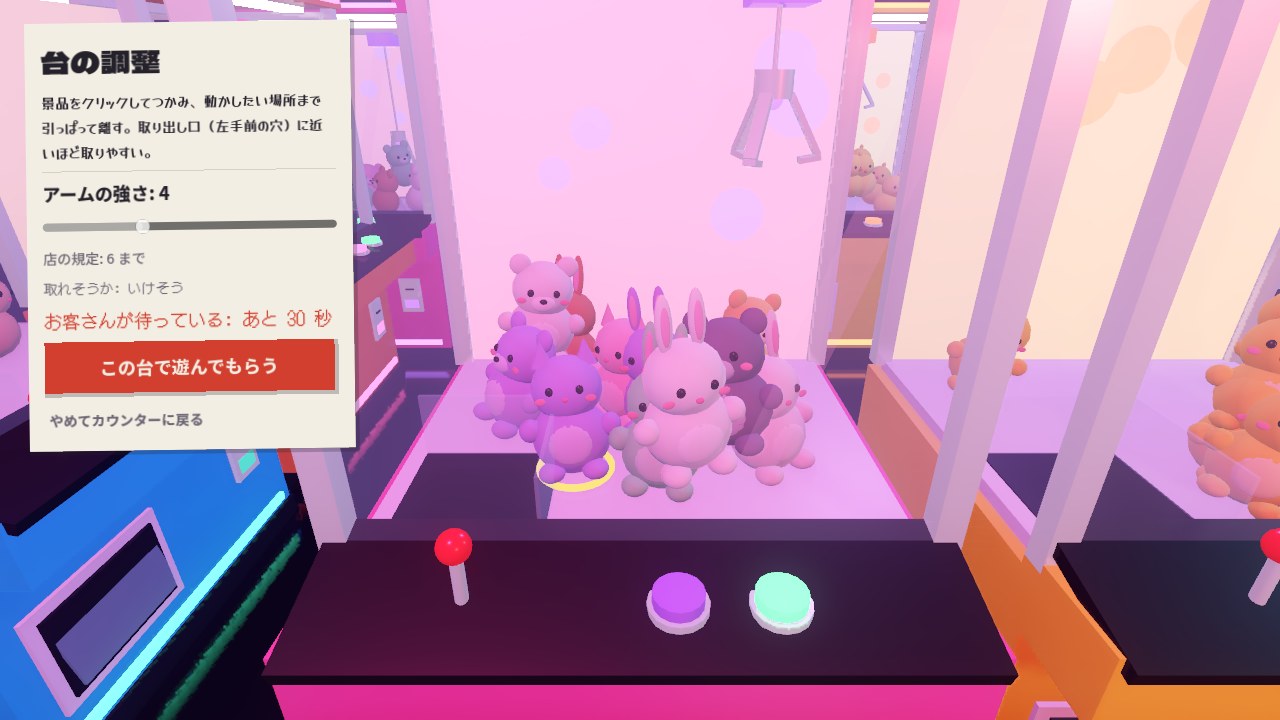 台の調整
景品をクリックしてつかみ、動かしたい場所まで
引っぱって離す。取り出し口（左手前の穴）に近
いほど取りやすい。
アームの強さ: 4
店の規定: 6 まで
取れそうか: いけそう
お客さんが待っている: あと 30 秒
この台で遊んでもらう
やめてカウンターに戻る